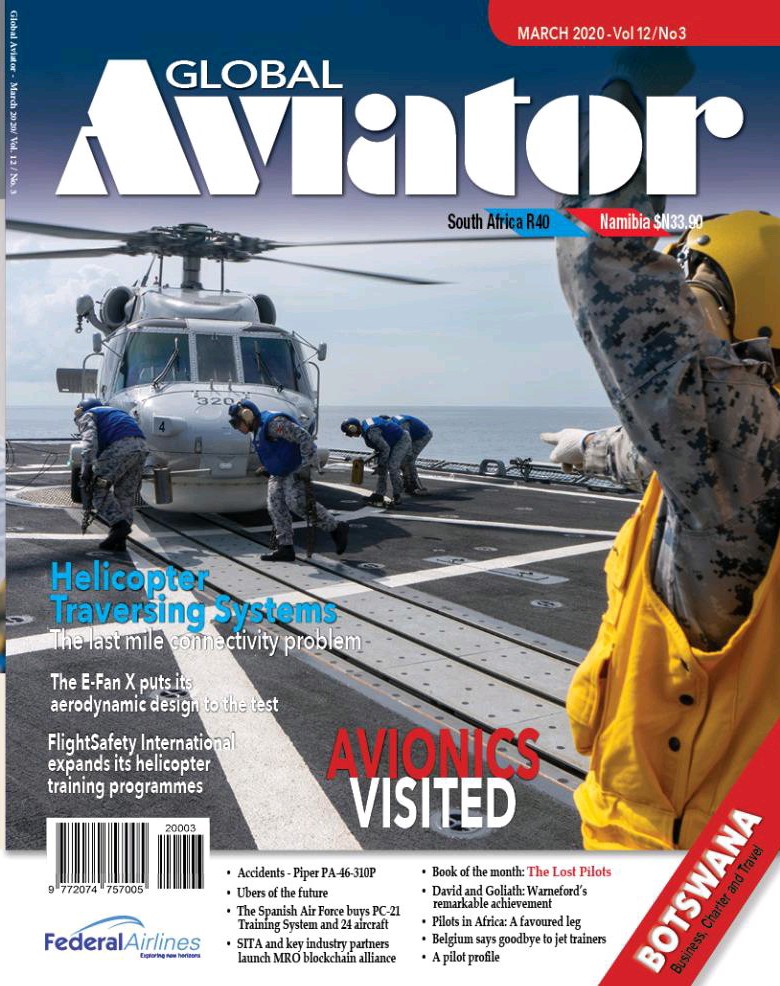 MARCH 2020 - Vol 12/No3
Global Aviator - March 2020/ Vol. 12 / No. 3
GLOBAL
Aviator
South Africa R40
Namibia $N33,90
320
4
Helicopter
Traversing Systems
The last mile connectivity problem
The E-Fan X puts its
aerodynamic design to the test
FlightSafety International
expands its helicopter
training programmes
AVIONICS
VISITED
20003
9 772074 757005
FederalAirlines
Exploring new horizons
• Accidents - Piper PA-46-310P
• Ubers of the future
• The Spanish Air Force buys PC-21
Training System and 24 aircraft
• SITA and key industry partners
launch MRO blockchain alliance
• Book of the month: The Lost Pilots
• David and Goliath: Warneford's
remarkable achievement
• Pilots in Africa: A favoured leg
• Belgium says goodbye to jet trainers
• A pilot profile
BOTSWANA
Business, Charter and Travel